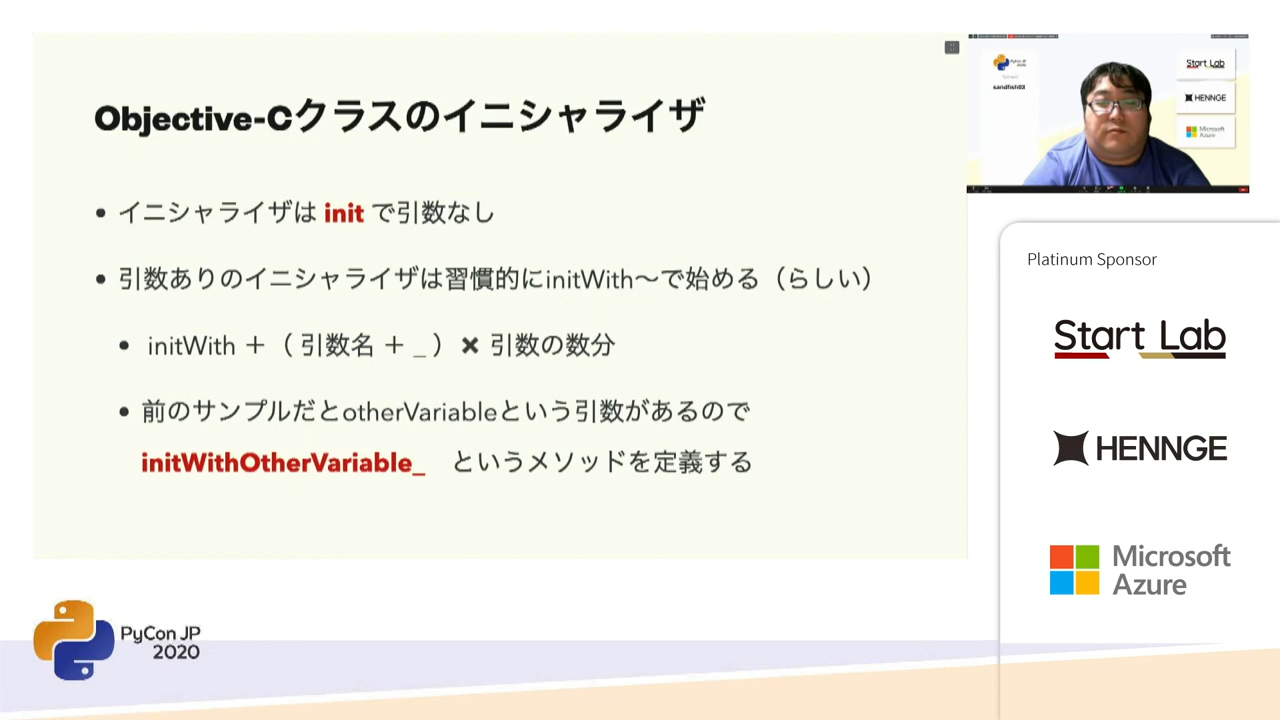 Objective-Cクラスのイニシャライザ
• イニシャライザは init で引数なし
• 引数ありのイニシャライザは習慣的にinitWith〜で始める（らしい）
• initWith ＋（ 引数名 ＋ _ ）✖ 引数の数分
• 前のサンプルだとotherVariableという引数があるので
initWithOtherVariable_ というメソッドを定義する
PyCon JP
2020
sandfish03
Start Lab
HENNGE
Microsoft
Azure
Platinum Sponsor
Start Lab
HENNGE
Microsoft
Azure
PyCon JP
2020